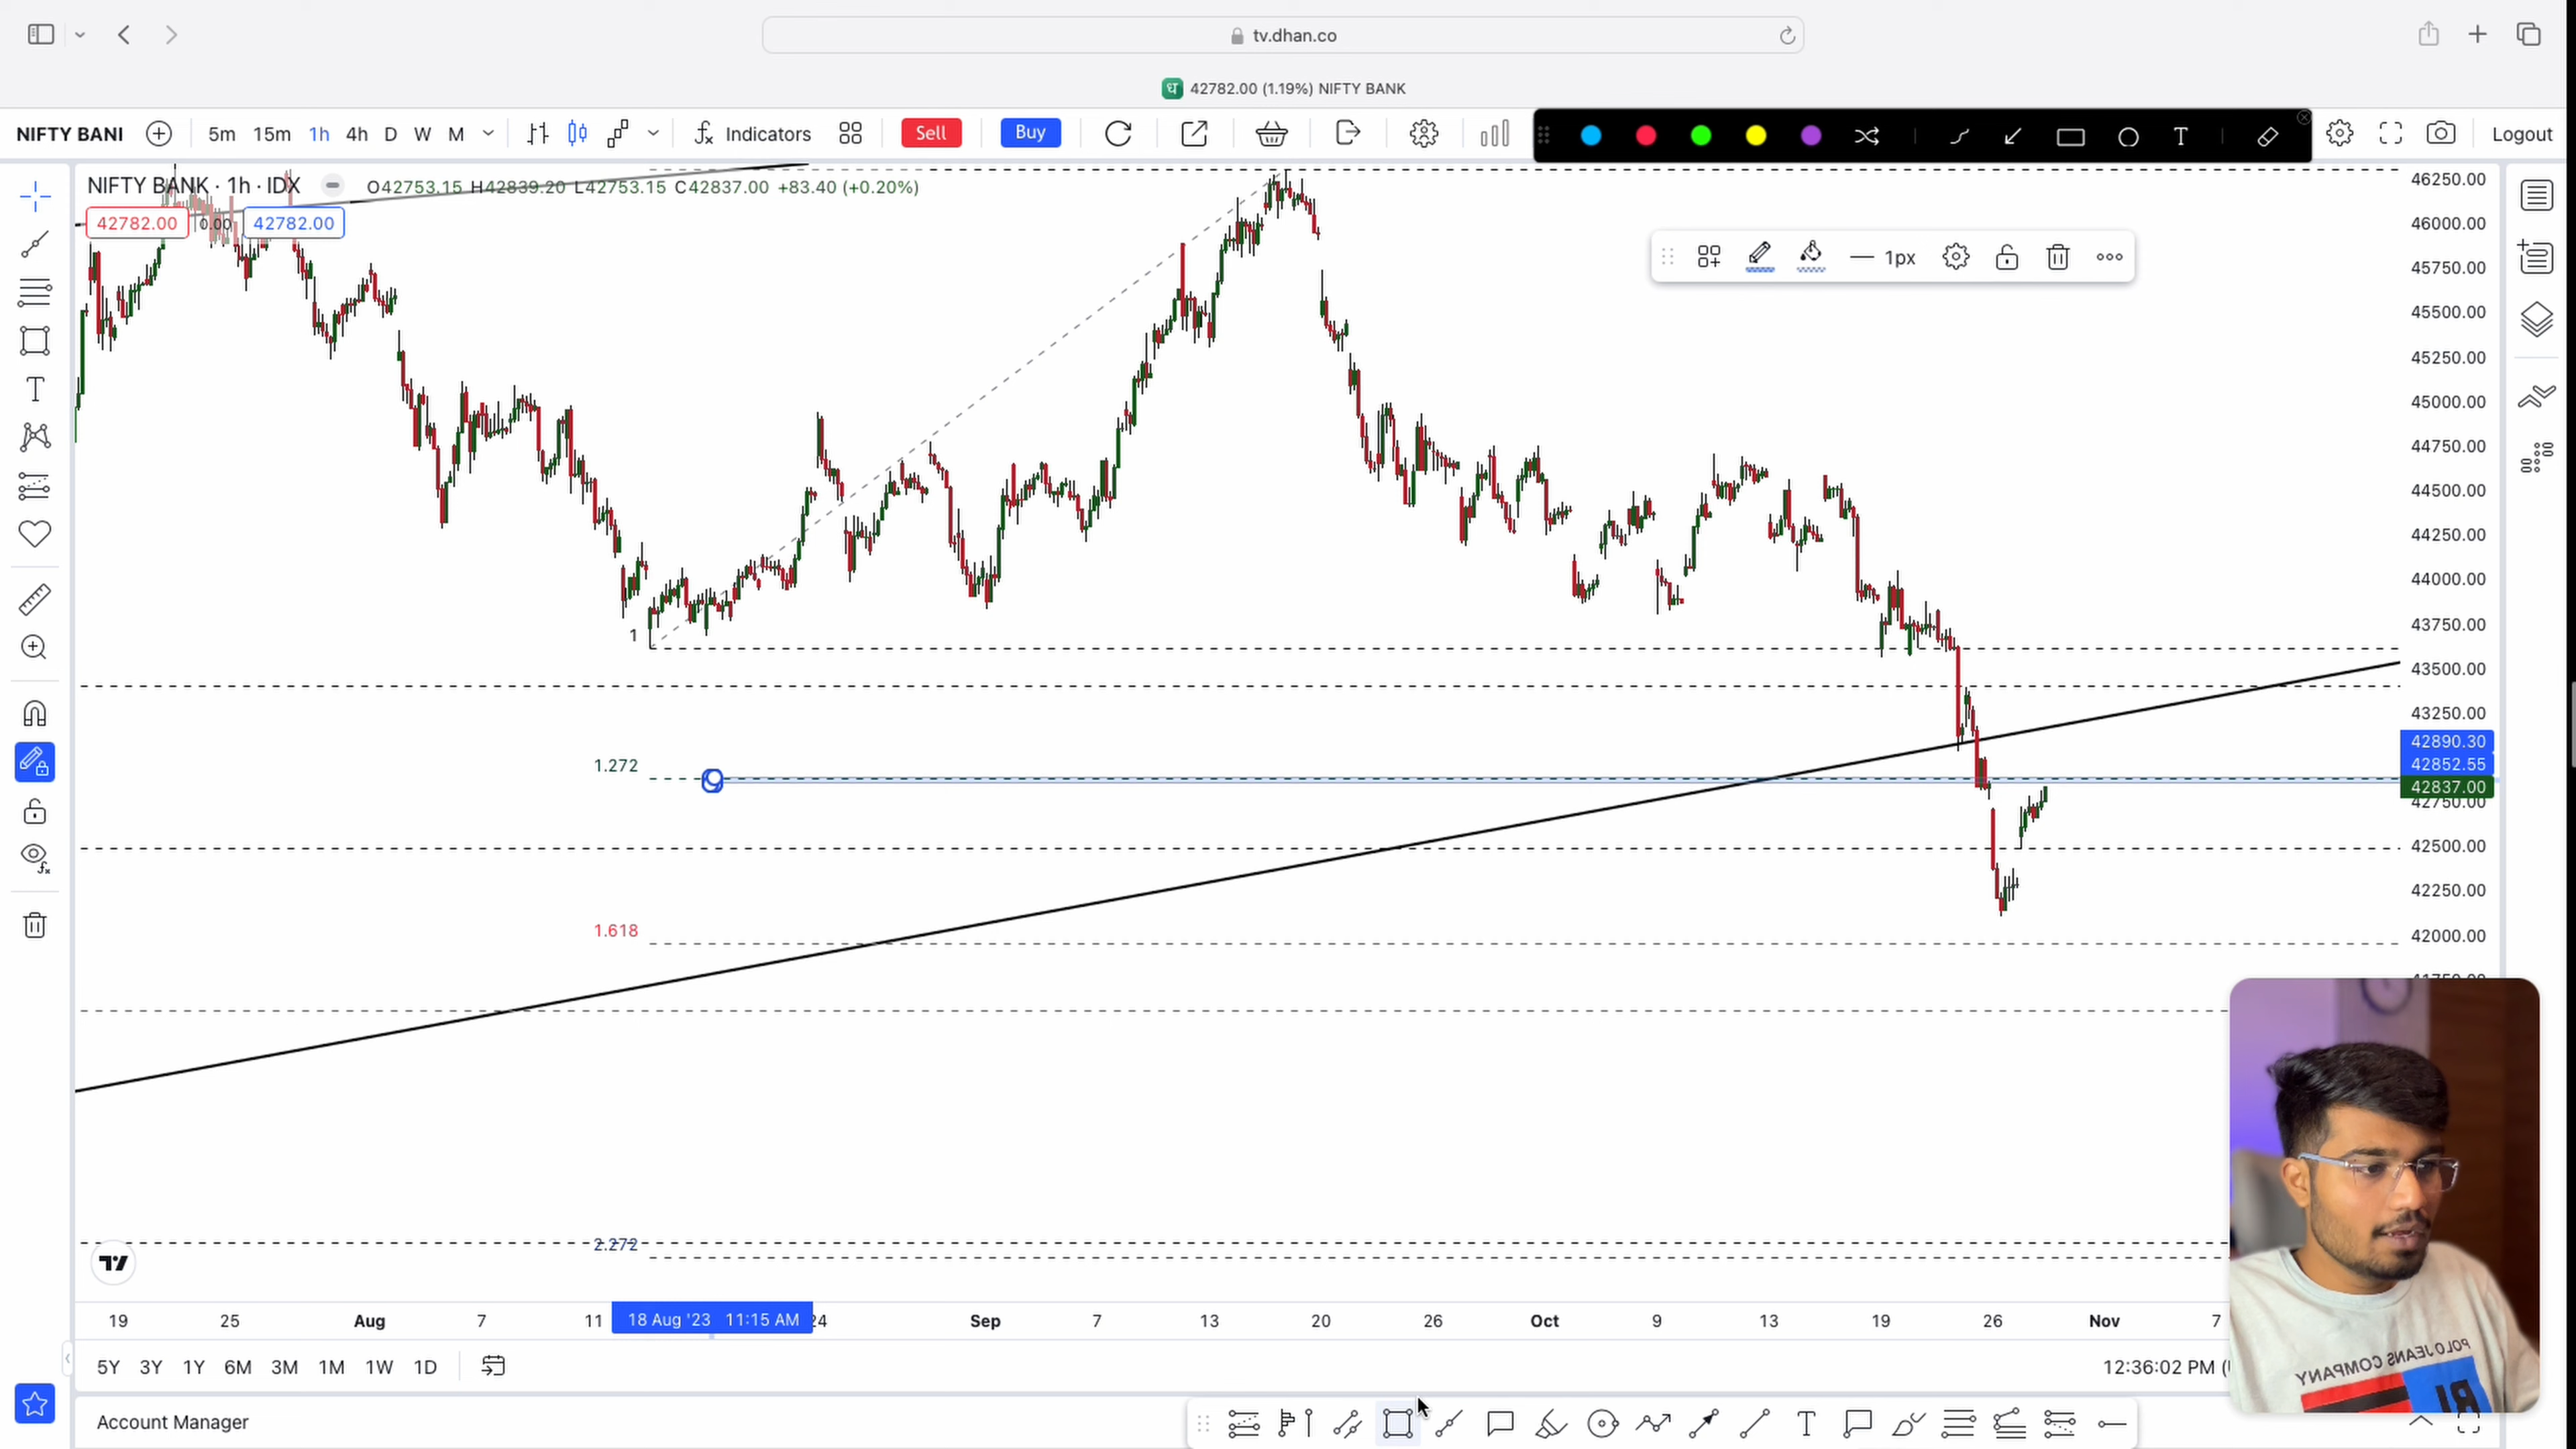 tv.dhan.co
42782.00 (1.19%) NIFTY BANK
NIFTY BANI 5m 15m 1h 4h D W M Indicators Sell Buy T Logout
NIFTY BANK · 1h · IDX O42753.15 H42839.20 L42753.15 C42837.00 +83.40 (+0.20%)
42782.00 0.00 42782.00
1px
46250.00
46000.00
45750.00
45500.00
45250.00
45000.00
44750.00
44500.00
44250.00
44000.00
1
43750.00
43500.00
43250.00
42890.30
1.272
42852.55
42837.00
42750.00
42500.00
42250.00
1.618
42000.00
2.272
19 25 Aug 7 11 18 Aug '23 11:15 AM 24 Sep 7 13 20 26 Oct 9 13 19 26 Nov 7
5Y 3Y 1Y 6M 3M 1M 1W 1D
12:36:02 PM
Account Manager
POLO JEANS COMPANY